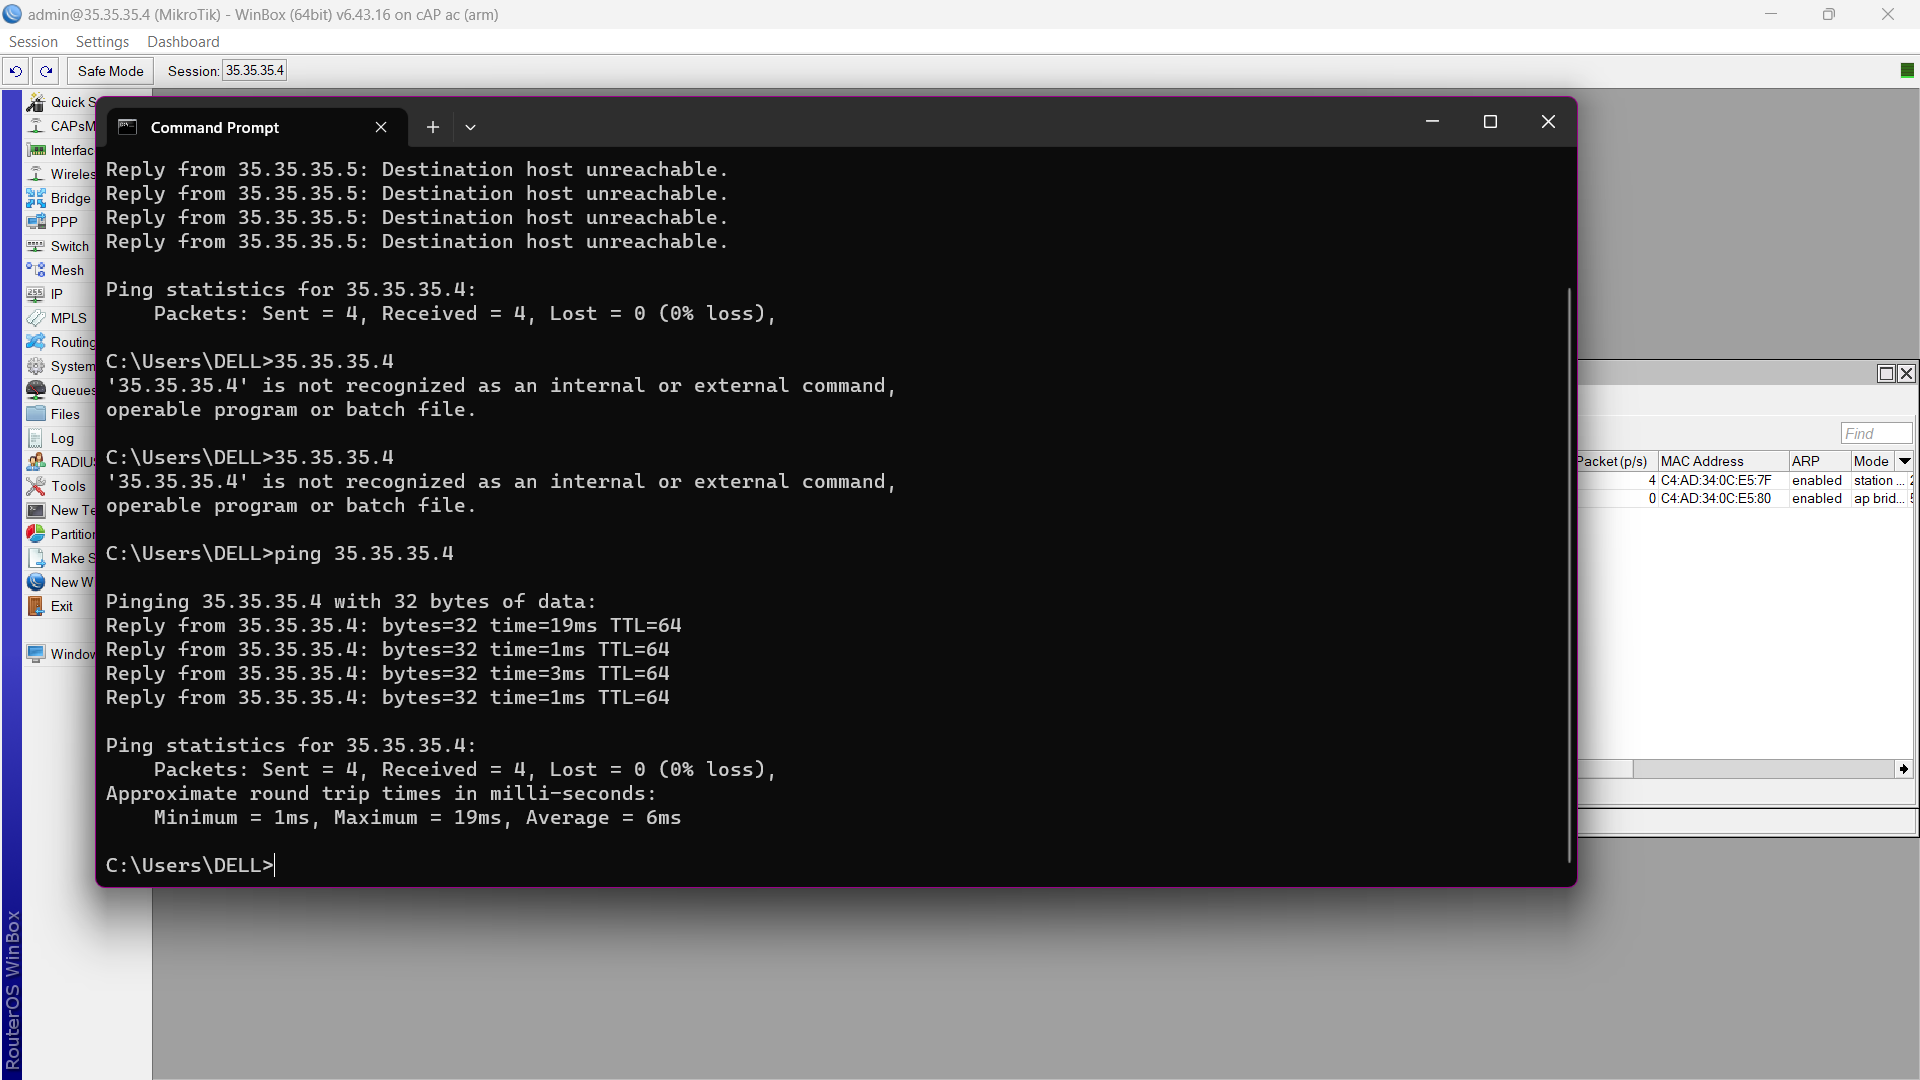 admin@35.35.35.4 (MikroTik) - WinBox (64bit) v6.43.16 on cAP ac (arm)
Session Settings Dashboard
Safe Mode Session: 35.35.35.4
Quick S
CAPsM
Interfac
Wireles
Bridge
PPP
Switch
Mesh
IP
MPLS
Routing
System
Queues
Files
Log
RADIU
Tools
New Te
Partition
Make S
New W
Exit
Window
RouterOS WinBox
Command Prompt
Reply from 35.35.35.5: Destination host unreachable.
Reply from 35.35.35.5: Destination host unreachable.
Reply from 35.35.35.5: Destination host unreachable.
Reply from 35.35.35.5: Destination host unreachable.
Ping statistics for 35.35.35.4:
Packets: Sent = 4, Received = 4, Lost = 0 (0% loss),
C:\Users\DELL>35.35.35.4
'35.35.35.4' is not recognized as an internal or external command,
operable program or batch file.
C:\Users\DELL>35.35.35.4
'35.35.35.4' is not recognized as an internal or external command,
operable program or batch file.
C:\Users\DELL>ping 35.35.35.4
Pinging 35.35.35.4 with 32 bytes of data:
Reply from 35.35.35.4: bytes=32 time=19ms TTL=64
Reply from 35.35.35.4: bytes=32 time=1ms TTL=64
Reply from 35.35.35.4: bytes=32 time=3ms TTL=64
Reply from 35.35.35.4: bytes=32 time=1ms TTL=64
Ping statistics for 35.35.35.4:
Packets: Sent = 4, Received = 4, Lost = 0 (0% loss),
Approximate round trip times in milli-seconds:
Minimum = 1ms, Maximum = 19ms, Average = 6ms
C:\Users\DELL>
Find
Packet (p/s) MAC Address ARP Mode
4 C4:AD:34:0C:E5:7F enabled station ...
0 C4:AD:34:0C:E5:80 enabled ap brid...